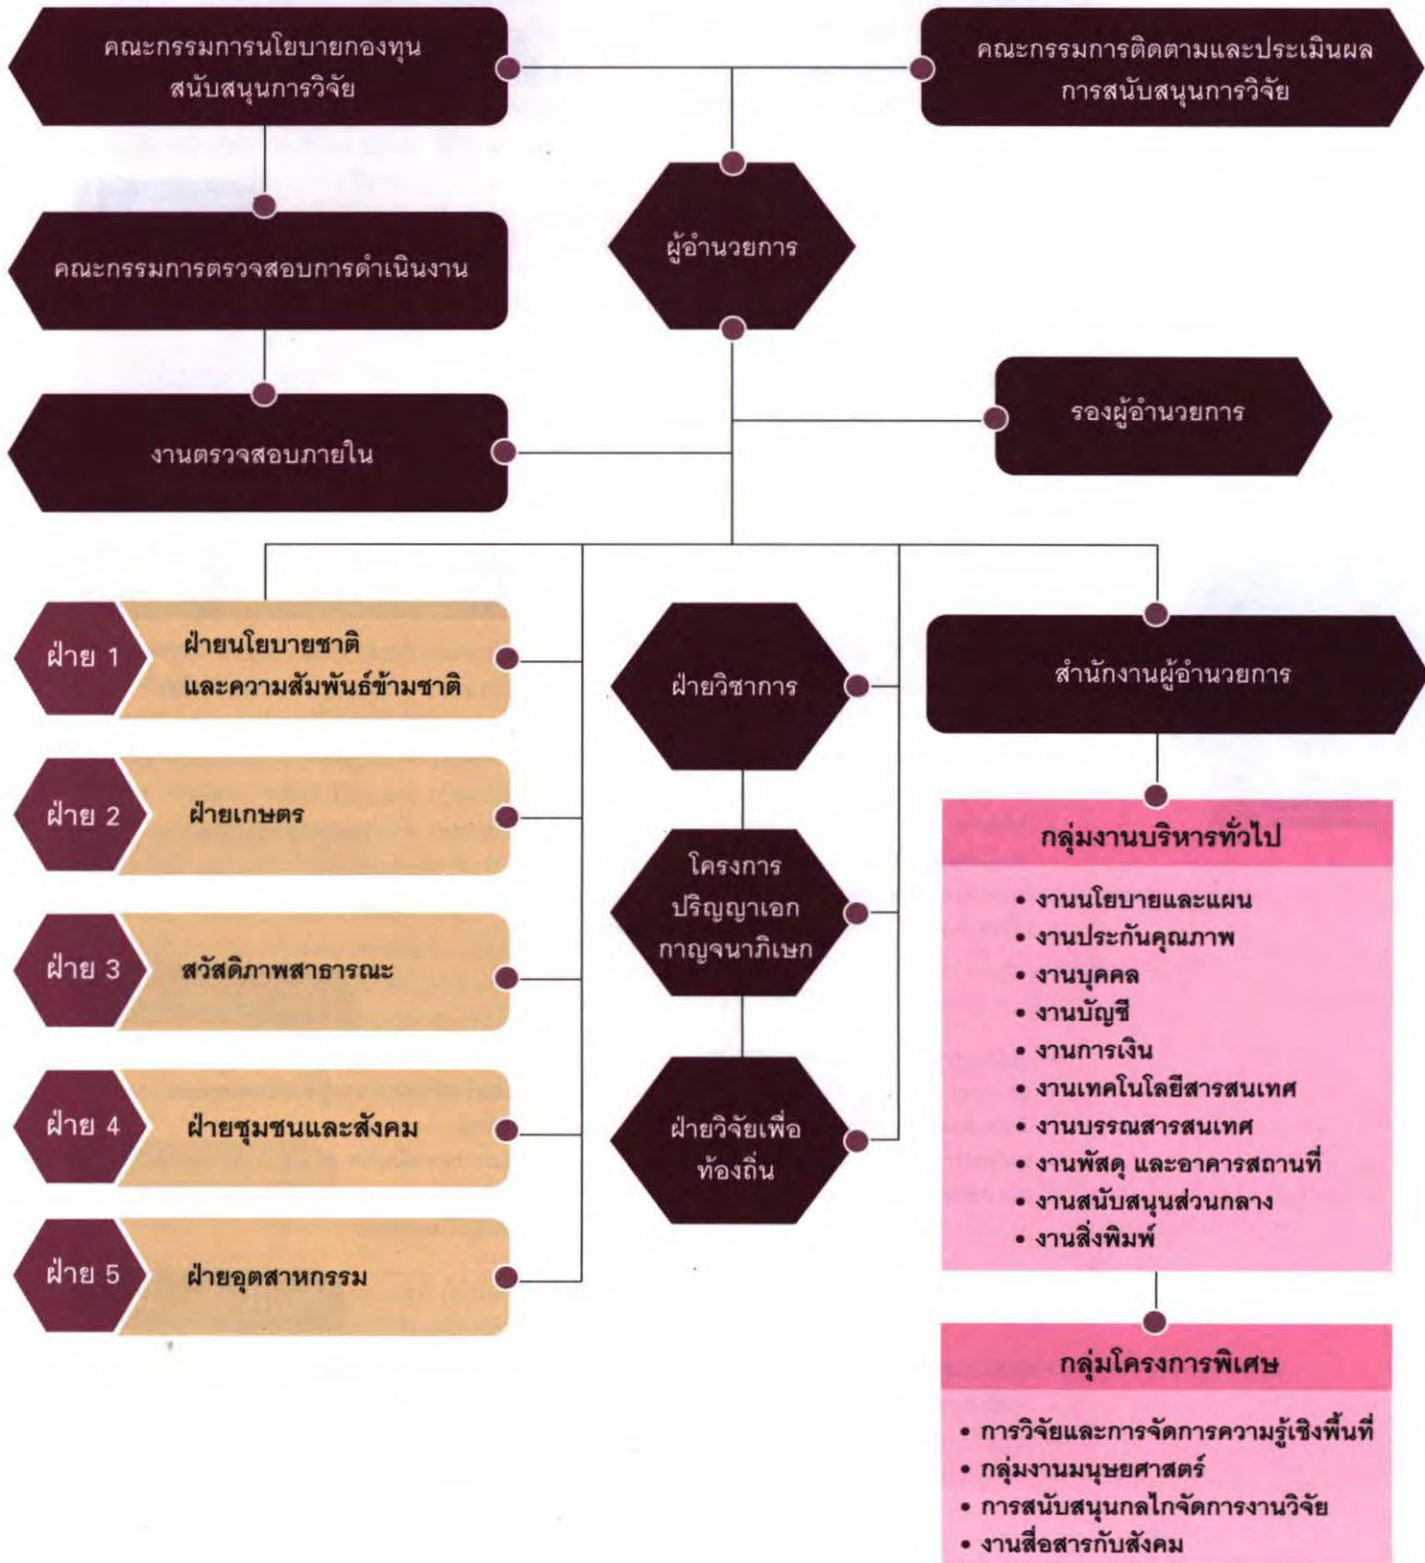 คณะกรรมการนโยบายกองทุน
สนับสนุนการวิจัย
คณะกรรมการติดตามและประเมินผล
การสนับสนุนการวิจัย
ผู้อำนวยการ
คณะกรรมการตรวจสอบการดำเนินงาน
รองผู้อำนวยการ
งานตรวจสอบภายใน
ฝ่าย 1
ฝ่ายนโยบายชาติ
และความสัมพันธ์ข้ามชาติ
ฝ่าย 2
ฝ่ายเกษตร
ฝ่าย 3
สวัสดิภาพสาธารณะ
ฝ่าย 4
ฝ่ายชุมชนและสังคม
ฝ่าย 5
ฝ่ายอุตสาหกรรม
ฝ่ายวิชาการ
โครงการ
ปริญญาเอก
กาญจนาภิเษก
ฝ่ายวิจัยเพื่อ
ท้องถิ่น
สำนักงานผู้อำนวยการ
กลุ่มงานบริหารทั่วไป
• งานนโยบายและแผน
• งานประกันคุณภาพ
• งานบุคคล
• งานบัญชี
• งานการเงิน
• งานเทคโนโลยีสารสนเทศ
• งานบรรณสารสนเทศ
• งานพัสดุ และอาคารสถานที่
• งานสนับสนุนส่วนกลาง
• งานสิ่งพิมพ์
กลุ่มโครงการพิเศษ
• การวิจัยและการจัดการความรู้เชิงพื้นที่
• กลุ่มงานมนุษยศาสตร์
• การสนับสนุนกลไกจัดการงานวิจัย
• งานสื่อสารกับสังคม